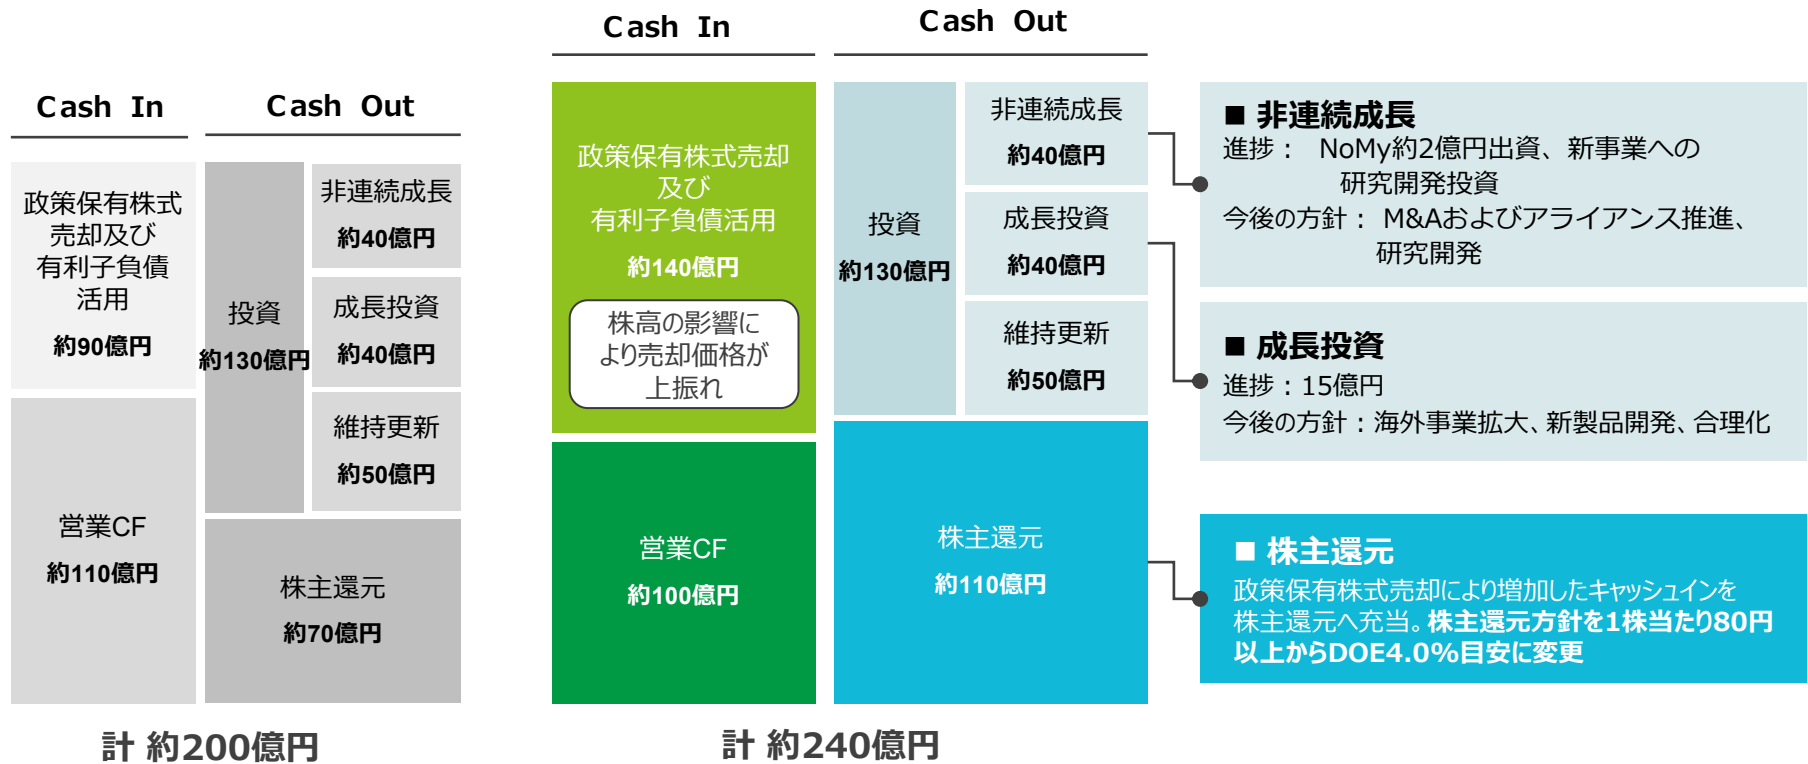 Cash In
Cash Out
政策保有株式
売却及び
有利子負債
活用
約90億円
営業CF
約110億円
投資
約130億円
非連続成長
約40億円
成長投資
約40億円
維持更新
約50億円
株主還元
約70億円
計 約200億円
Cash In
Cash Out
政策保有株式売却
及び
有利子負債活用
約140億円
株高の影響に
より売却価格が
上振れ
営業CF
約100億円
投資
約130億円
非連続成長
約40億円
成長投資
約40億円
維持更新
約50億円
株主還元
約110億円
計 約240億円
■ 非連続成長
進捗： NoMy約2億円出資、新事業への
研究開発投資
今後の方針： M&Aおよびアライアンス推進、
研究開発
■ 成長投資
進捗：15億円
今後の方針：海外事業拡大、新製品開発、合理化
■ 株主還元
政策保有株式売却により増加したキャッシュインを
株主還元へ充当。株主還元方針を1株当たり80円
以上からDOE4.0%目安に変更